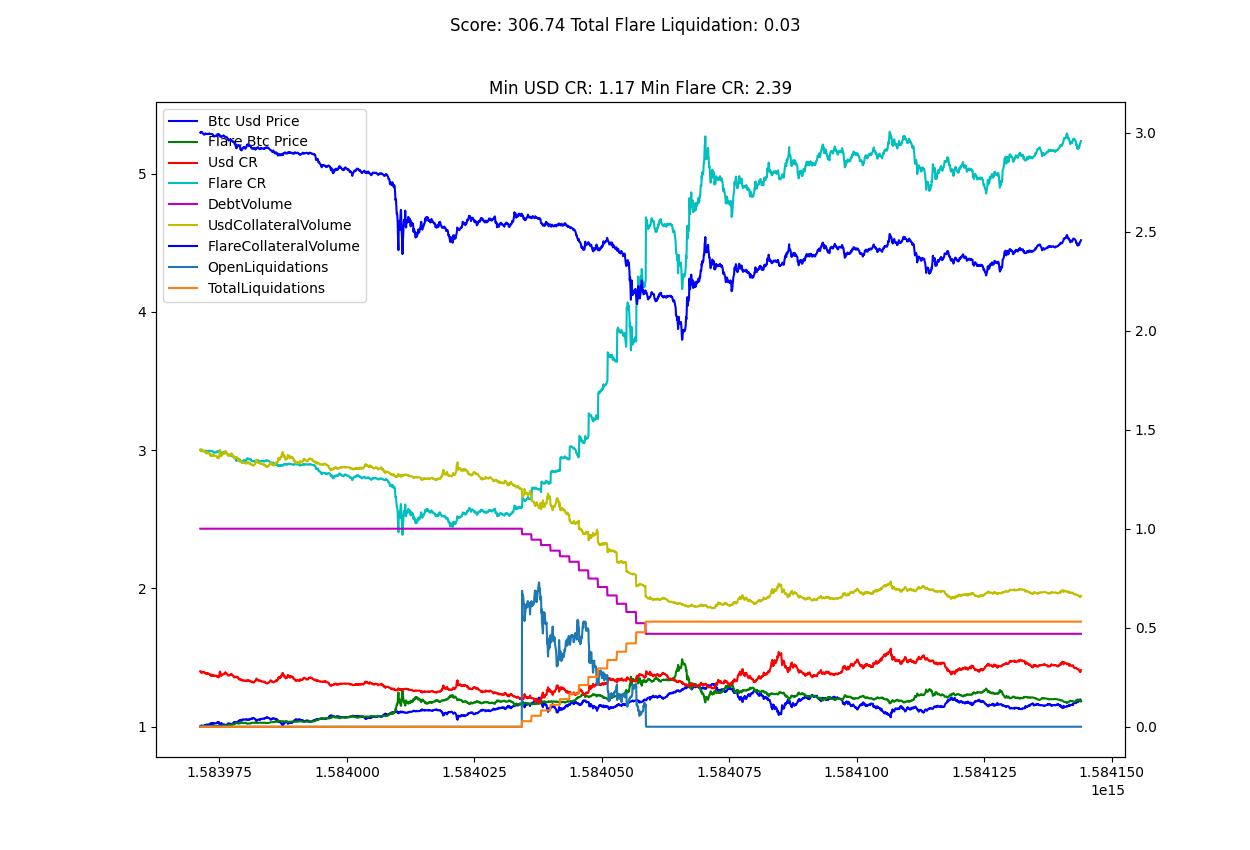 Score: 306.74 Total Flare Liquidation: 0.03
Min USD CR: 1.17 Min Flare CR: 2.39
Btc Usd Price
Flare Btc Price
Usd CR
Flare CR
DebtVolume
UsdCollateralVolume
FlareCollateralVolume
OpenLiquidations
TotalLiquidations
5
4
3
2
1
3.0
2.5
2.0
1.5
1.0
0.5
0.0
1.583975 1.584000 1.584025 1.584050 1.584075 1.584100 1.584125 1.584150
1e15